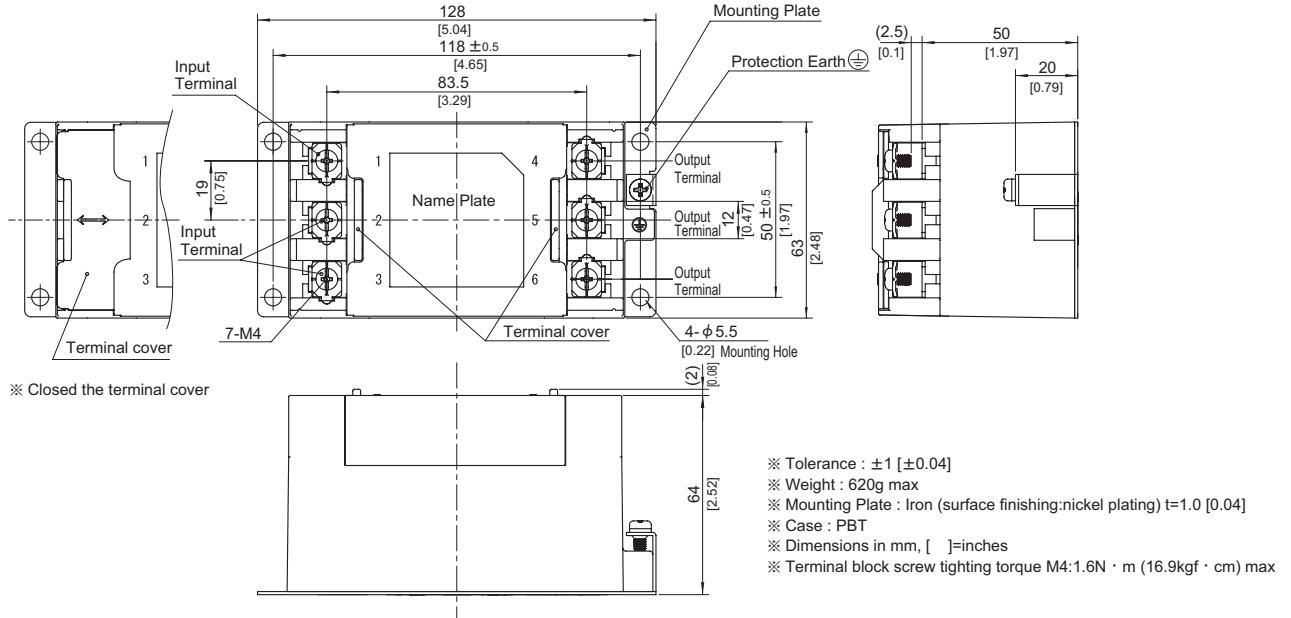 128
[5.04]
118 ±0.5
[4.65]
83.5
[3.29]
Input
Terminal
Mounting Plate
Protection Earth
(2.5)
[0.1]
50
[1.97]
20
[0.79]
1
2
3
19
[0.75]
Input
Terminal
1
2
3
Name Plate
4
5
6
Output
Terminal
Output
Terminal
Output
Terminal
12
[0.47]
50 ±0.5
[1.97]
63
[2.48]
7-M4
Terminal cover
Terminal cover
4-ϕ5.5
[0.22] Mounting Hole
※ Closed the terminal cover
(2)
[0.08]
64
[2.52]
※ Tolerance : ±1 [±0.04]
※ Weight : 620g max
※ Mounting Plate : Iron (surface finishing:nickel plating) t=1.0 [0.04]
※ Case : PBT
※ Dimensions in mm, [ ]=inches
※ Terminal block screw tighting torque M4:1.6N・m (16.9kgf・cm) max